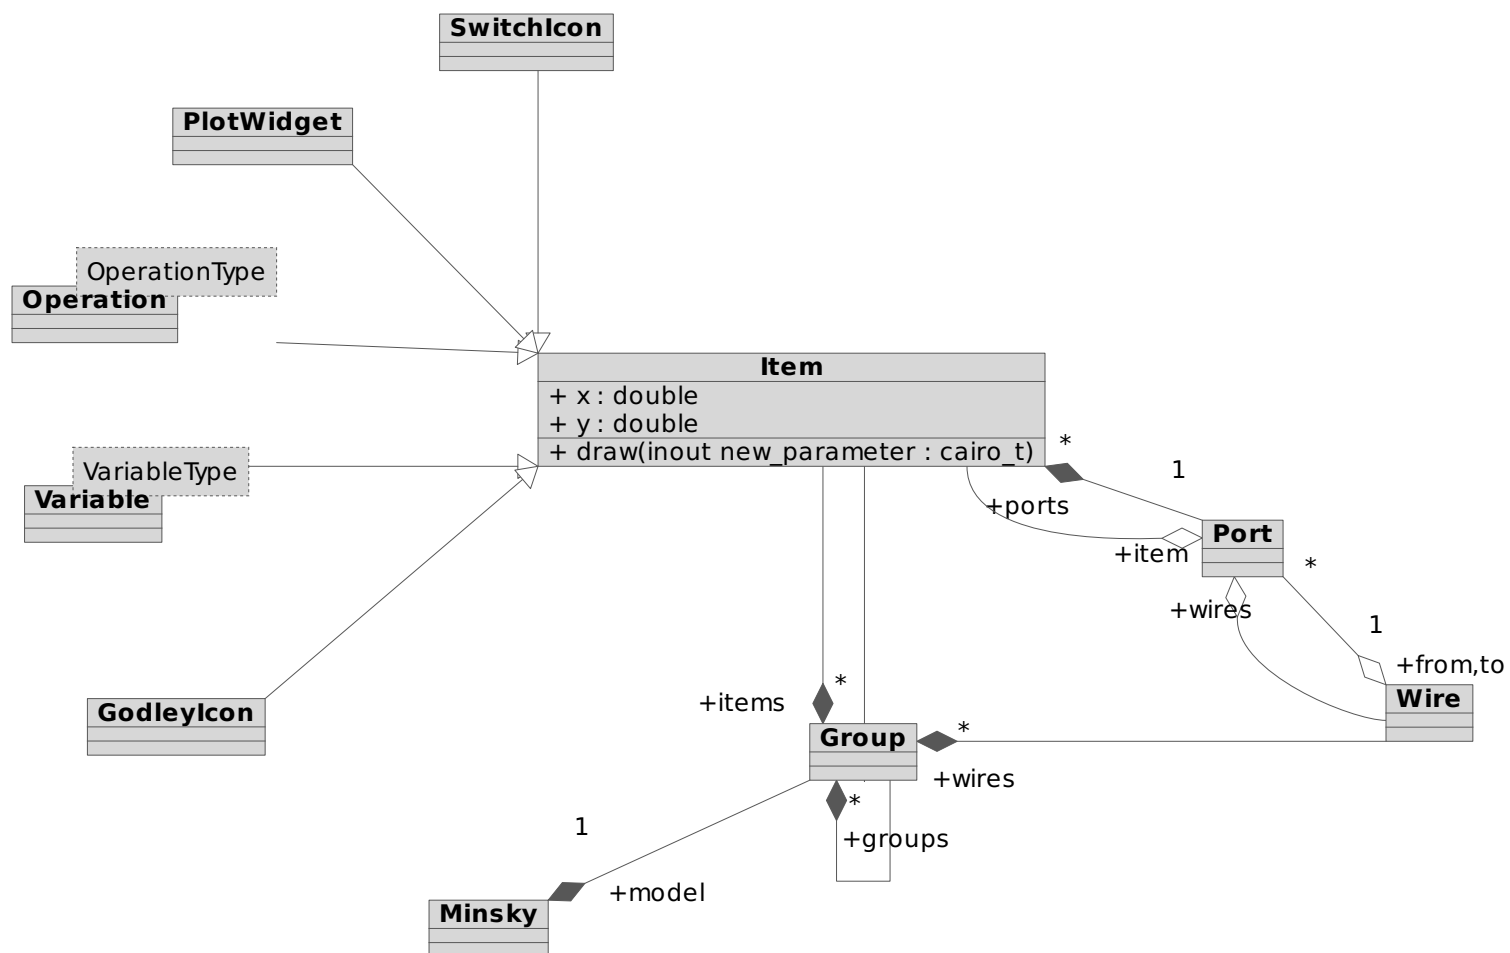 SwitchIcon
PlotWidget
OperationType
Operation
Item
+ x : double
+ y : double
+ draw(inout new_parameter : cairo_t)
*
1
VariableType
Variable
+ports
Port
+item
*
+wires
1
+from,to
Wire
*
+items
GodleyIcon
Group
*
+wires
*
+groups
1
+model
Minsky